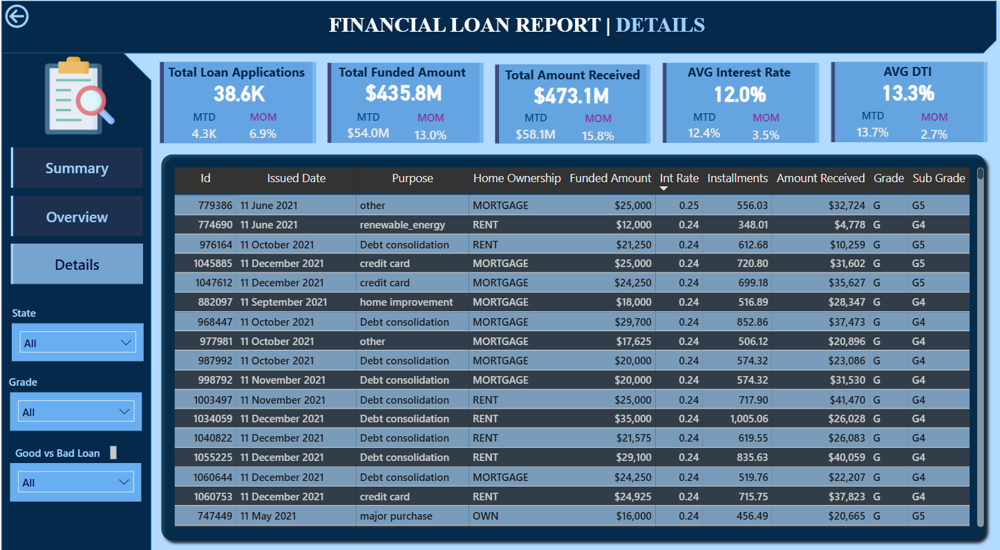 FINANCIAL LOAN REPORT | DETAILS
Total Loan Applications
38.6K
MTD MOM
4.3K 6.9%
Total Funded Amount
$435.8M
MTD MOM
$54.0M 13.0%
Total Amount Received
$473.1M
MTD MOM
$58.1M 15.8%
AVG Interest Rate
12.0%
MTD MOM
12.4% 3.5%
AVG DTI
13.3%
MTD MOM
13.7% 2.7%
Summary
Overview
Details
State
All
Grade
All
Good vs Bad Loan
All
Id Issued Date Purpose Home Ownership Funded Amount Int Rate Installments Amount Received Grade Sub Grade
779386 11 June 2021 other MORTGAGE $25,000 0.25 556.03 $32,724 G G5
774690 11 June 2021 renewable_energy RENT $12,000 0.24 348.01 $4,778 G G4
976164 11 October 2021 Debt consolidation RENT $21,250 0.24 612.68 $10,259 G G5
1045885 11 December 2021 credit card MORTGAGE $25,000 0.24 720.80 $31,602 G G5
1047612 11 December 2021 credit card MORTGAGE $24,250 0.24 699.18 $35,627 G G5
882097 11 September 2021 home improvement MORTGAGE $18,000 0.24 516.89 $28,347 G G4
968447 11 October 2021 Debt consolidation MORTGAGE $29,700 0.24 852.86 $37,473 G G4
977981 11 October 2021 other MORTGAGE $17,625 0.24 506.12 $20,896 G G4
987992 11 October 2021 Debt consolidation MORTGAGE $20,000 0.24 574.32 $23,086 G G4
998792 11 November 2021 Debt consolidation MORTGAGE $20,000 0.24 574.32 $31,530 G G4
1003497 11 November 2021 Debt consolidation RENT $25,000 0.24 717.90 $41,470 G G4
1034059 11 December 2021 Debt consolidation RENT $35,000 0.24 1,005.06 $26,028 G G4
1040822 11 December 2021 Debt consolidation RENT $21,575 0.24 619.55 $26,083 G G4
1055225 11 December 2021 Debt consolidation RENT $29,100 0.24 835.63 $40,059 G G4
1060644 11 December 2021 Debt consolidation MORTGAGE $24,250 0.24 519.76 $22,207 G G4
1060753 11 December 2021 credit card RENT $24,925 0.24 715.75 $37,823 G G4
747449 11 May 2021 major purchase OWN $16,000 0.24 456.49 $20,665 G G5